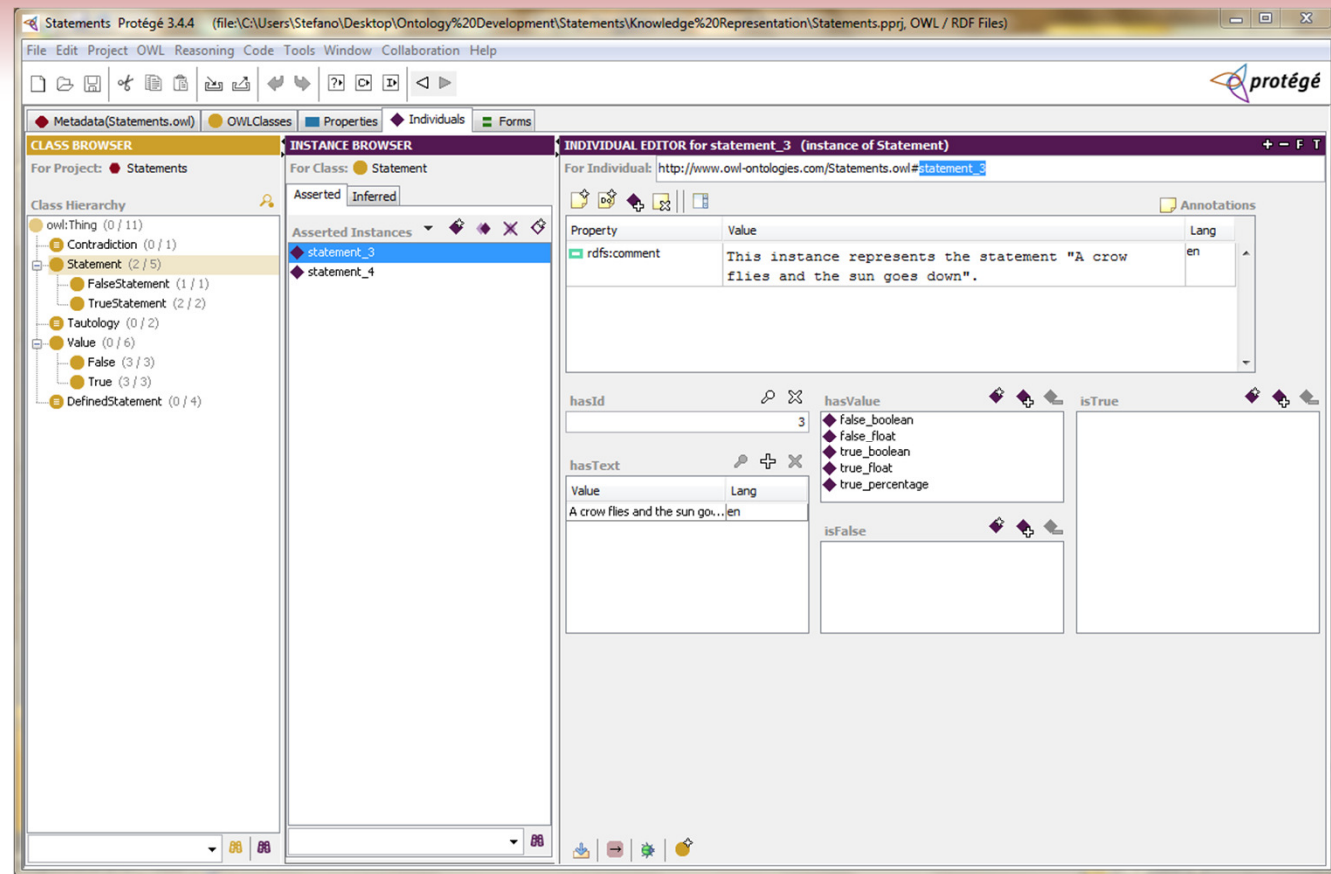 Statements Protégé 3.4.4 (file:\C:\Users\Stefano\Desktop\Ontology%20Development\Statements\Knowledge%20Representation\Statements.pprj, OWL / RDF Files)
File Edit Project OWL Reasoning Code Tools Window Collaboration Help
protégé
Metadata(Statements.owl) OWLClasses Properties Individuals Forms
CLASS BROWSER
For Project: Statements
Class Hierarchy
owl:Thing (0 / 11)
Contradiction (0 / 1)
Statement (2 / 5)
FalseStatement (1 / 1)
TrueStatement (2 / 2)
Tautology (0 / 2)
Value (0 / 6)
False (3 / 3)
True (3 / 3)
DefinedStatement (0 / 4)
INSTANCE BROWSER
For Class: Statement
Asserted Inferred
Asserted Instances
statement_3
statement_4
INDIVIDUAL EDITOR for statement_3 (instance of Statement)
+ - F T
For Individual: http://www.owl-ontologies.com/Statements.owl#statement_3
Annotations
Property Value Lang
rdfs:comment This instance represents the statement "A crow en
flies and the sun goes down".
hasId
3
hasText
Value Lang
A crow flies and the sun go... en
hasValue
false_boolean
false_float
true_boolean
true_float
true_percentage
isFalse
isTrue